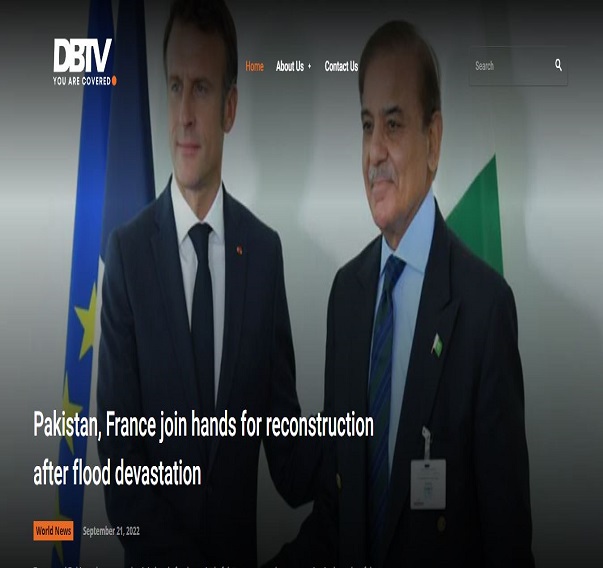 DBTV
YOU ARE COVERED
Home
About Us +
Contact Us
Search
Pakistan, France join hands for reconstruction
after flood devastation
World News
September 21, 2022